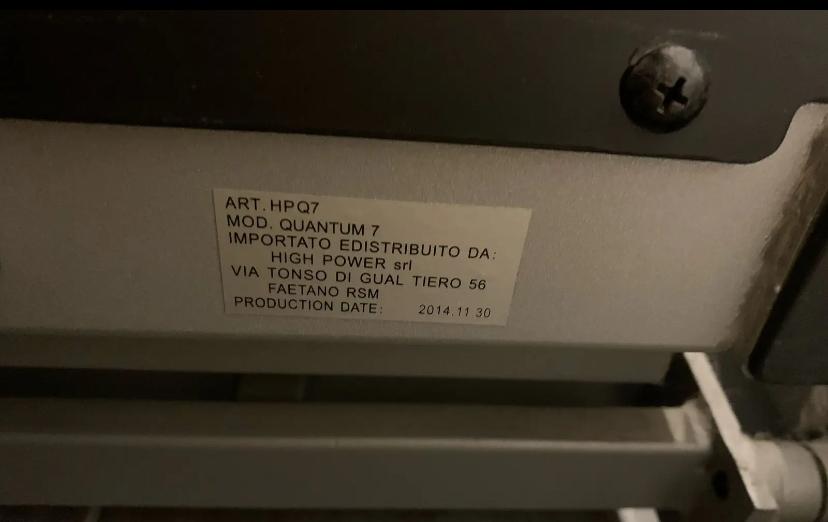 ART. HPQ7
MOD. QUANTUM 7
IMPORTATO EDISTRIBUITO DA:
HIGH POWER srl
VIA TONSO DI GUAL TIERO 56
FAETANO RSM
PRODUCTION DATE: 2014.11 30